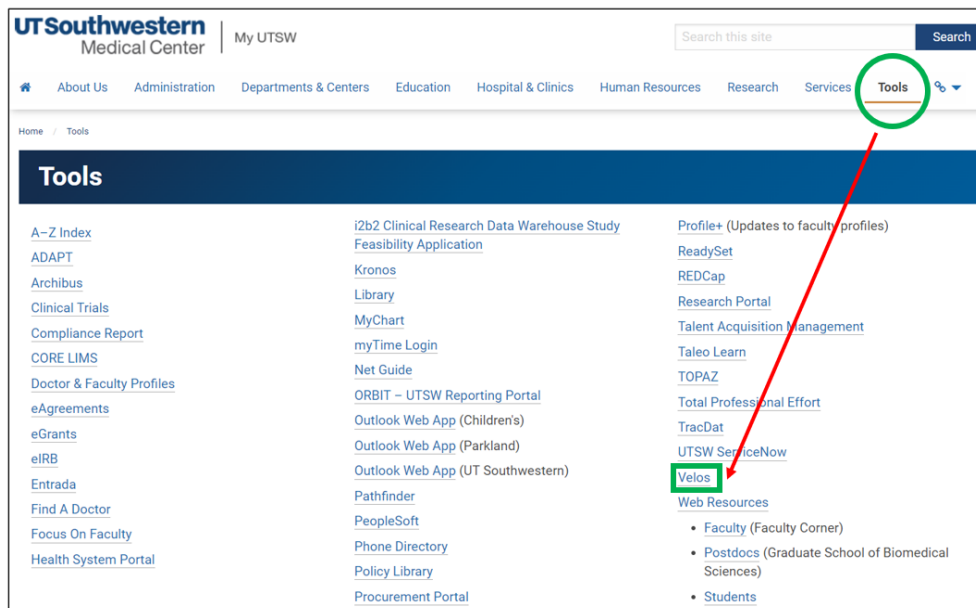 UTSouthwestern
Medical Center
My UTSW
Search this site
Search
About Us
Administration
Departments & Centers
Education
Hospital & Clinics
Human Resources
Research
Services
Tools
Home / Tools
Tools
A–Z Index
ADAPT
Archibus
Clinical Trials
Compliance Report
CORE LIMS
Doctor & Faculty Profiles
eAgreements
eGrants
eIRB
Entrada
Find A Doctor
Focus On Faculty
Health System Portal
i2b2 Clinical Research Data Warehouse Study
Feasibility Application
Kronos
Library
MyChart
myTime Login
Net Guide
ORBIT – UTSW Reporting Portal
Outlook Web App (Children's)
Outlook Web App (Parkland)
Outlook Web App (UT Southwestern)
Pathfinder
PeopleSoft
Phone Directory
Policy Library
Procurement Portal
Profile+ (Updates to faculty profiles)
ReadySet
REDCap
Research Portal
Talent Acquisition Management
Taleo Learn
TOPAZ
Total Professional Effort
TracDat
UTSW ServiceNow
Velos
Web Resources
• Faculty (Faculty Corner)
• Postdocs (Graduate School of Biomedical
Sciences)
• Students